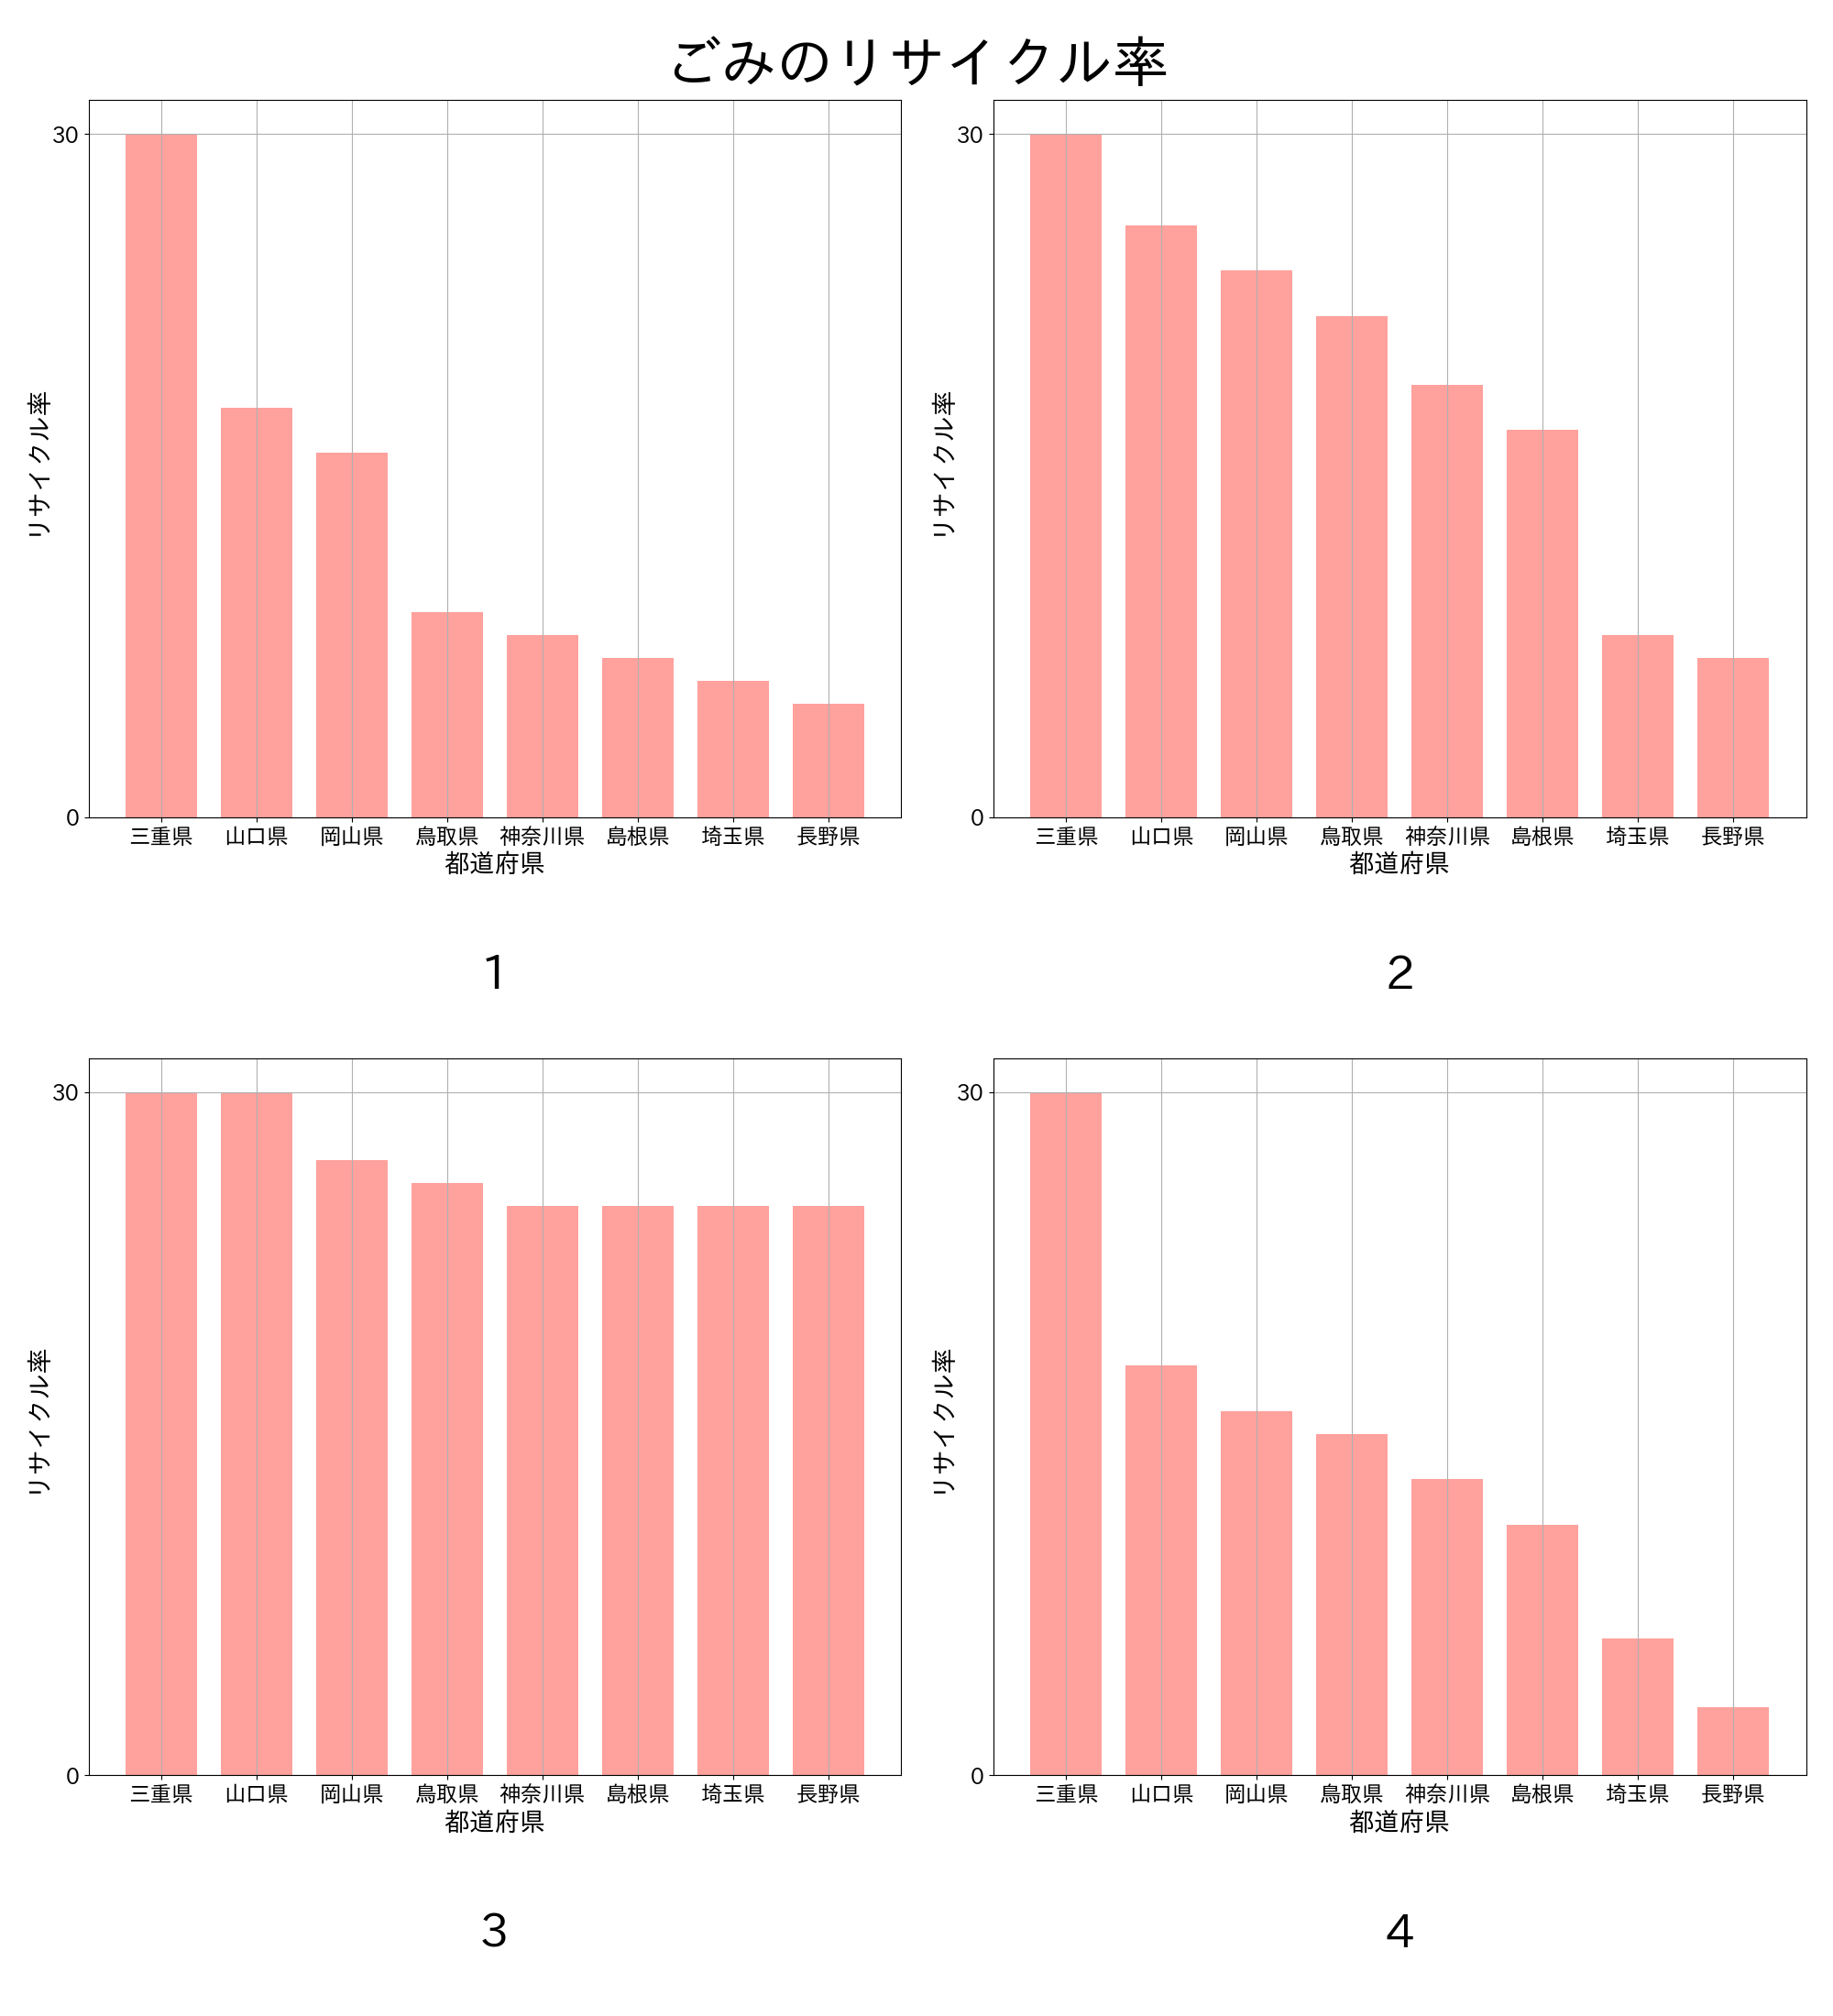 ごみのリサイクル率
30
0
リサイクル率
三重県 山口県 岡山県 鳥取県 神奈川県 島根県 埼玉県 長野県
都道府県
1
30
0
リサイクル率
三重県 山口県 岡山県 鳥取県 神奈川県 島根県 埼玉県 長野県
都道府県
2
30
0
リサイクル率
三重県 山口県 岡山県 鳥取県 神奈川県 島根県 埼玉県 長野県
都道府県
3
30
0
リサイクル率
三重県 山口県 岡山県 鳥取県 神奈川県 島根県 埼玉県 長野県
都道府県
4